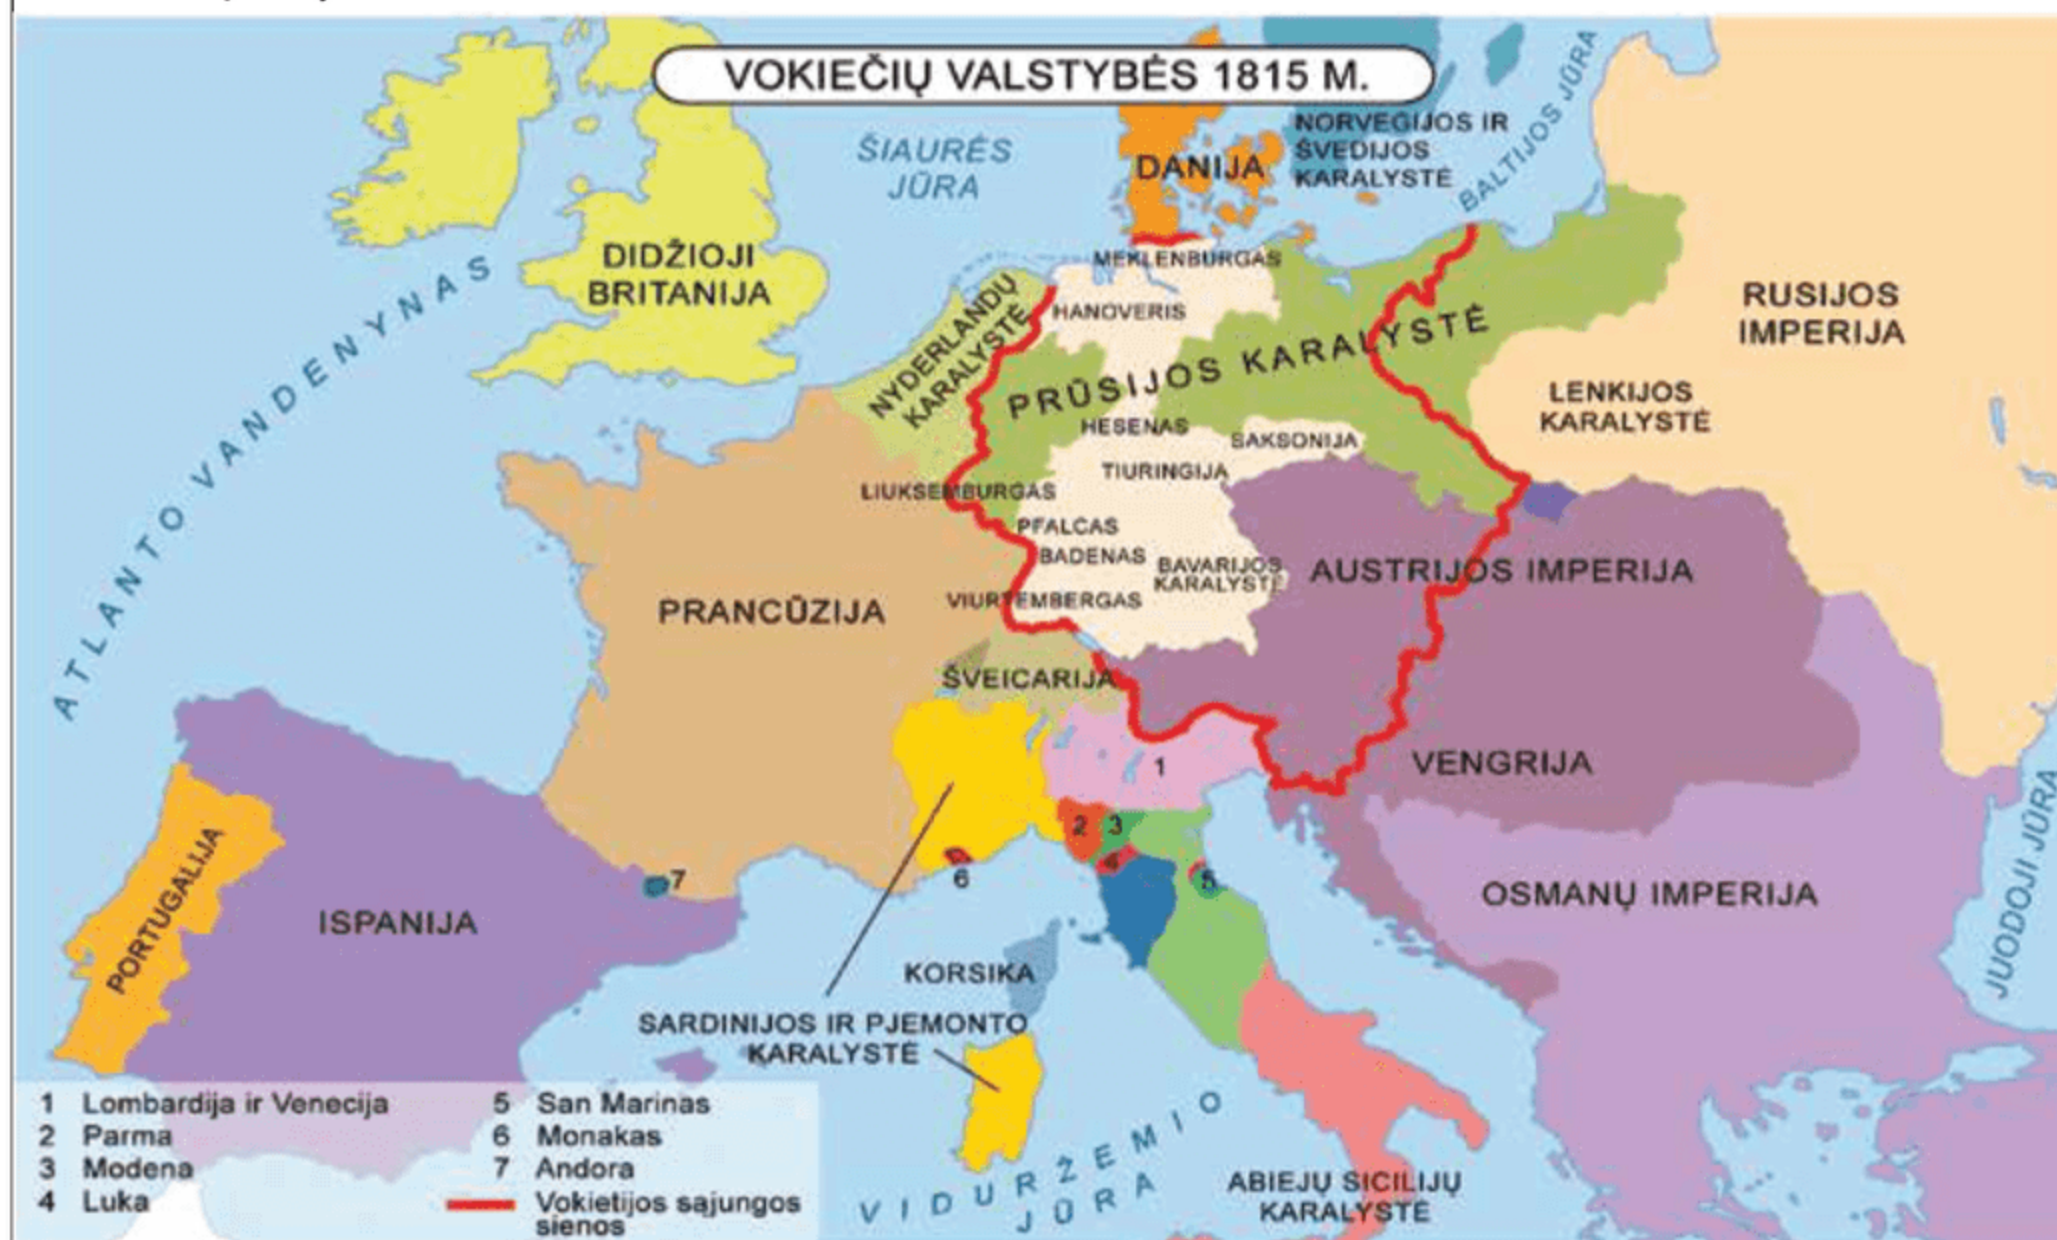 VOKIEČIŲ VALSTYBĖS 1815 M.
ŠIAURĖS
JŪRA
DANIJA
NORVEGIJOS IR
ŠVEDIJOS
KARALYSTĖ
BALTIJOS JŪRA
DIDŽIOJI
BRITANIJA
ATLANTO VANDENYNAS
NYDERLANDŲ
KARALYSTĖ
MEKLENBURGAS
HANOVERIS
PRŪSIJOS KARALYSTĖ
RUSIJOS
IMPERIJA
LENKIJOS
KARALYSTĖ
HESENAS
SAKSONIJA
TIURINGIJA
LIUKSEMBURGAS
PFALCAS
BADENAS
BAVARIJOS
KARALYSTĖ
VIURTEMBERGAS
AUSTRIJOS IMPERIJA
PRANCŪZIJA
ŠVEICARIJA
VENGRIJA
1
2
3
4
5
6
7
PORTUGALIJA
ISPANIJA
KORSIKA
OSMANŲ IMPERIJA
JUODOJI JŪRA
SARDINIJOS IR PJEMONTO
KARALYSTĖ
VIDURŽEMIO
JŪRA
ABIEJŲ SICILIJŲ
KARALYSTĖ
1 Lombardija ir Venecija
2 Parma
3 Modena
4 Luka
5 San Marinas
6 Monakas
7 Andora
Vokietijos sąjungos
sienos